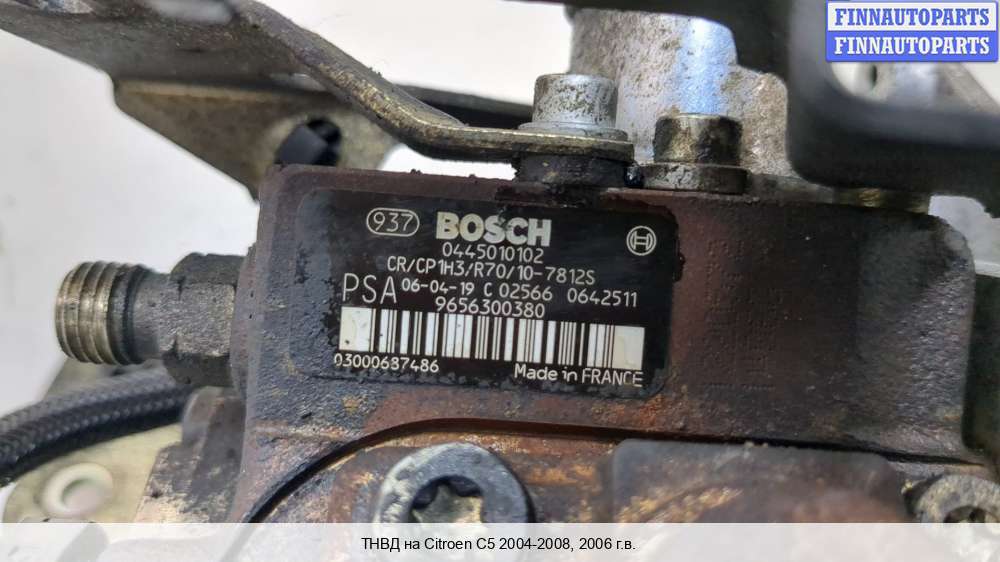 FINNAUTOPARTS
FINNAUTOPARTS
937 BOSCH
0445010102
CR/CP1H3/R70/10-7812S
PSA 06-04-19 C 02566 0642511
9656300380
03000687486 Made in FRANCE
ТНВД на Citroen C5 2004-2008, 2006 г.в.